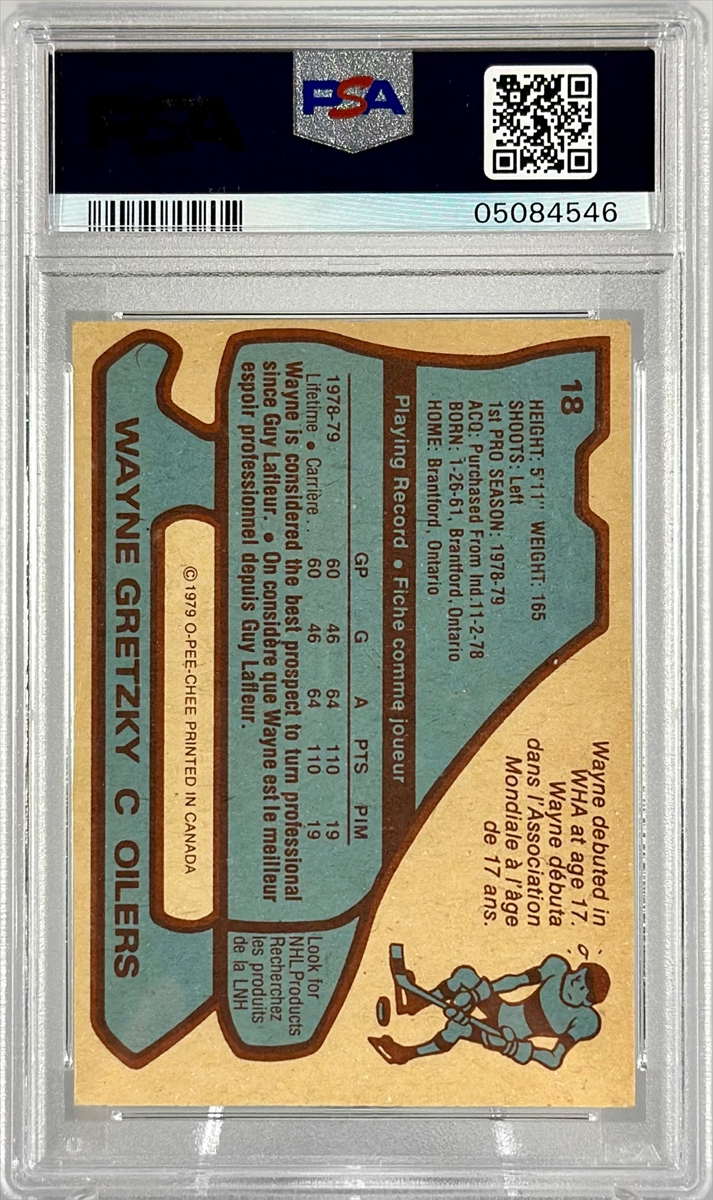 PSA
PSA
05084546
18
HEIGHT: 5'11" WEIGHT: 165
SHOOTS: Left
1st PRO SEASON: 1978-79
ACQ: Purchased From Ind. 11-2-78
BORN: 1-26-61, Brantford, Ontario
HOME: Brantford, Ontario
Wayne debuted in
WHA at age 17.
Wayne débuta
dans l'Association
Mondiale à l'âge
de 17 ans.
Playing Record • Fiche comme joueur
GP G A PTS PIM
1978-79 60 46 64 110 19
Lifetime • Carrière .. 60 46 64 110 19
Wayne is considered the best prospect to turn professional
since Guy Lafleur. • On considère que Wayne est le meilleur
espoir professionnel depuis Guy Lafleur.
Look for
NHL Products
Recherchez
les produits
de la LNH
© 1979 O-PEE-CHEE PRINTED IN CANADA
WAYNE GRETZKY C OILERS